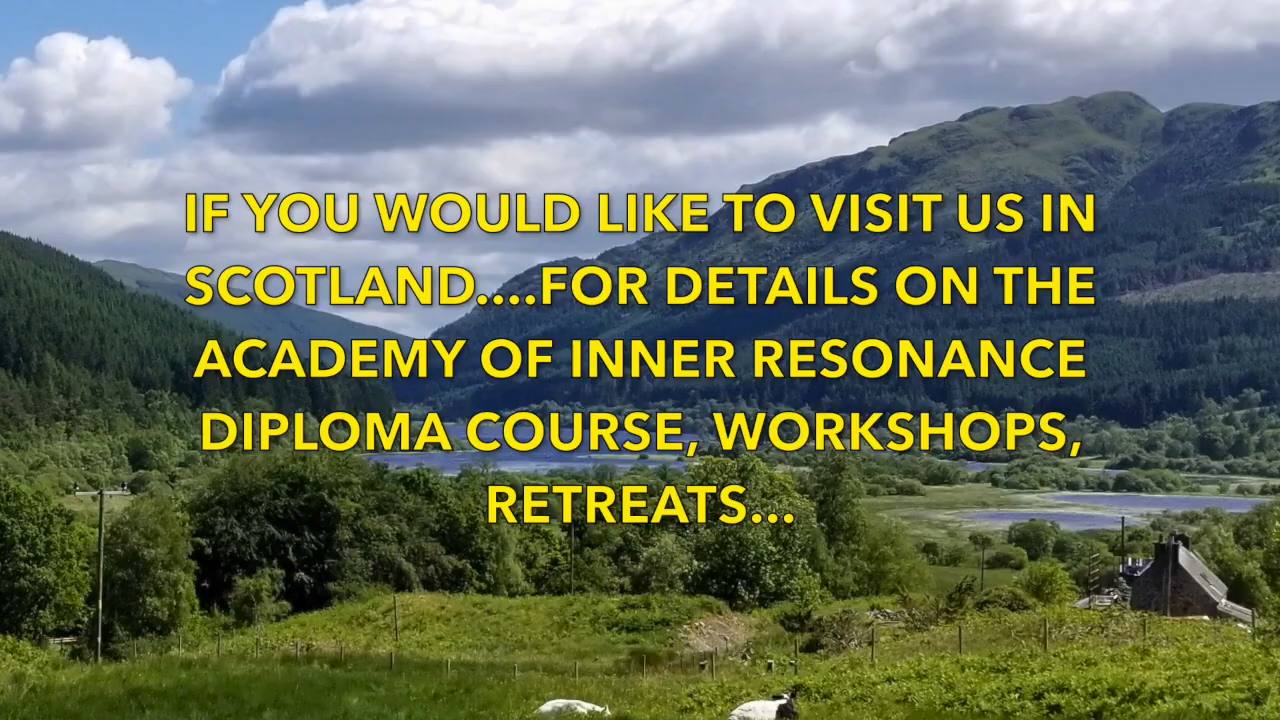 IF YOU WOULD LIKE TO VISIT US IN
SCOTLAND....FOR DETAILS ON THE
ACADEMY OF INNER RESONANCE
DIPLOMA COURSE, WORKSHOPS,
RETREATS...